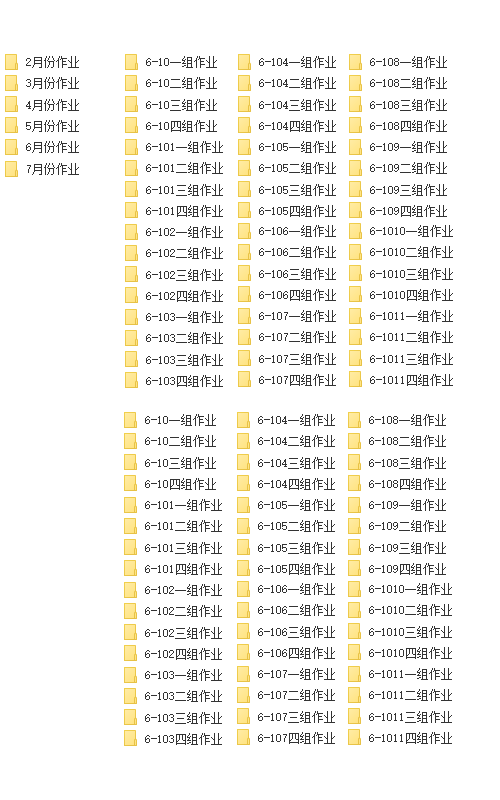 2月份作业
3月份作业
4月份作业
5月份作业
6月份作业
7月份作业
6-10一组作业
6-10二组作业
6-10三组作业
6-10四组作业
6-101一组作业
6-101二组作业
6-101三组作业
6-101四组作业
6-102一组作业
6-102二组作业
6-102三组作业
6-102四组作业
6-103一组作业
6-103二组作业
6-103三组作业
6-103四组作业
6-104一组作业
6-104二组作业
6-104三组作业
6-104四组作业
6-105一组作业
6-105二组作业
6-105三组作业
6-105四组作业
6-106一组作业
6-106二组作业
6-106三组作业
6-106四组作业
6-107一组作业
6-107二组作业
6-107三组作业
6-107四组作业
6-108一组作业
6-108二组作业
6-108三组作业
6-108四组作业
6-109一组作业
6-109二组作业
6-109三组作业
6-109四组作业
6-1010一组作业
6-1010二组作业
6-1010三组作业
6-1010四组作业
6-1011一组作业
6-1011二组作业
6-1011三组作业
6-1011四组作业
6-10一组作业
6-10二组作业
6-10三组作业
6-10四组作业
6-101一组作业
6-101二组作业
6-101三组作业
6-101四组作业
6-102一组作业
6-102二组作业
6-102三组作业
6-102四组作业
6-103一组作业
6-103二组作业
6-103三组作业
6-103四组作业
6-104一组作业
6-104二组作业
6-104三组作业
6-104四组作业
6-105一组作业
6-105二组作业
6-105三组作业
6-105四组作业
6-106一组作业
6-106二组作业
6-106三组作业
6-106四组作业
6-107一组作业
6-107二组作业
6-107三组作业
6-107四组作业
6-108一组作业
6-108二组作业
6-108三组作业
6-108四组作业
6-109一组作业
6-109二组作业
6-109三组作业
6-109四组作业
6-1010一组作业
6-1010二组作业
6-1010三组作业
6-1010四组作业
6-1011一组作业
6-1011二组作业
6-1011三组作业
6-1011四组作业